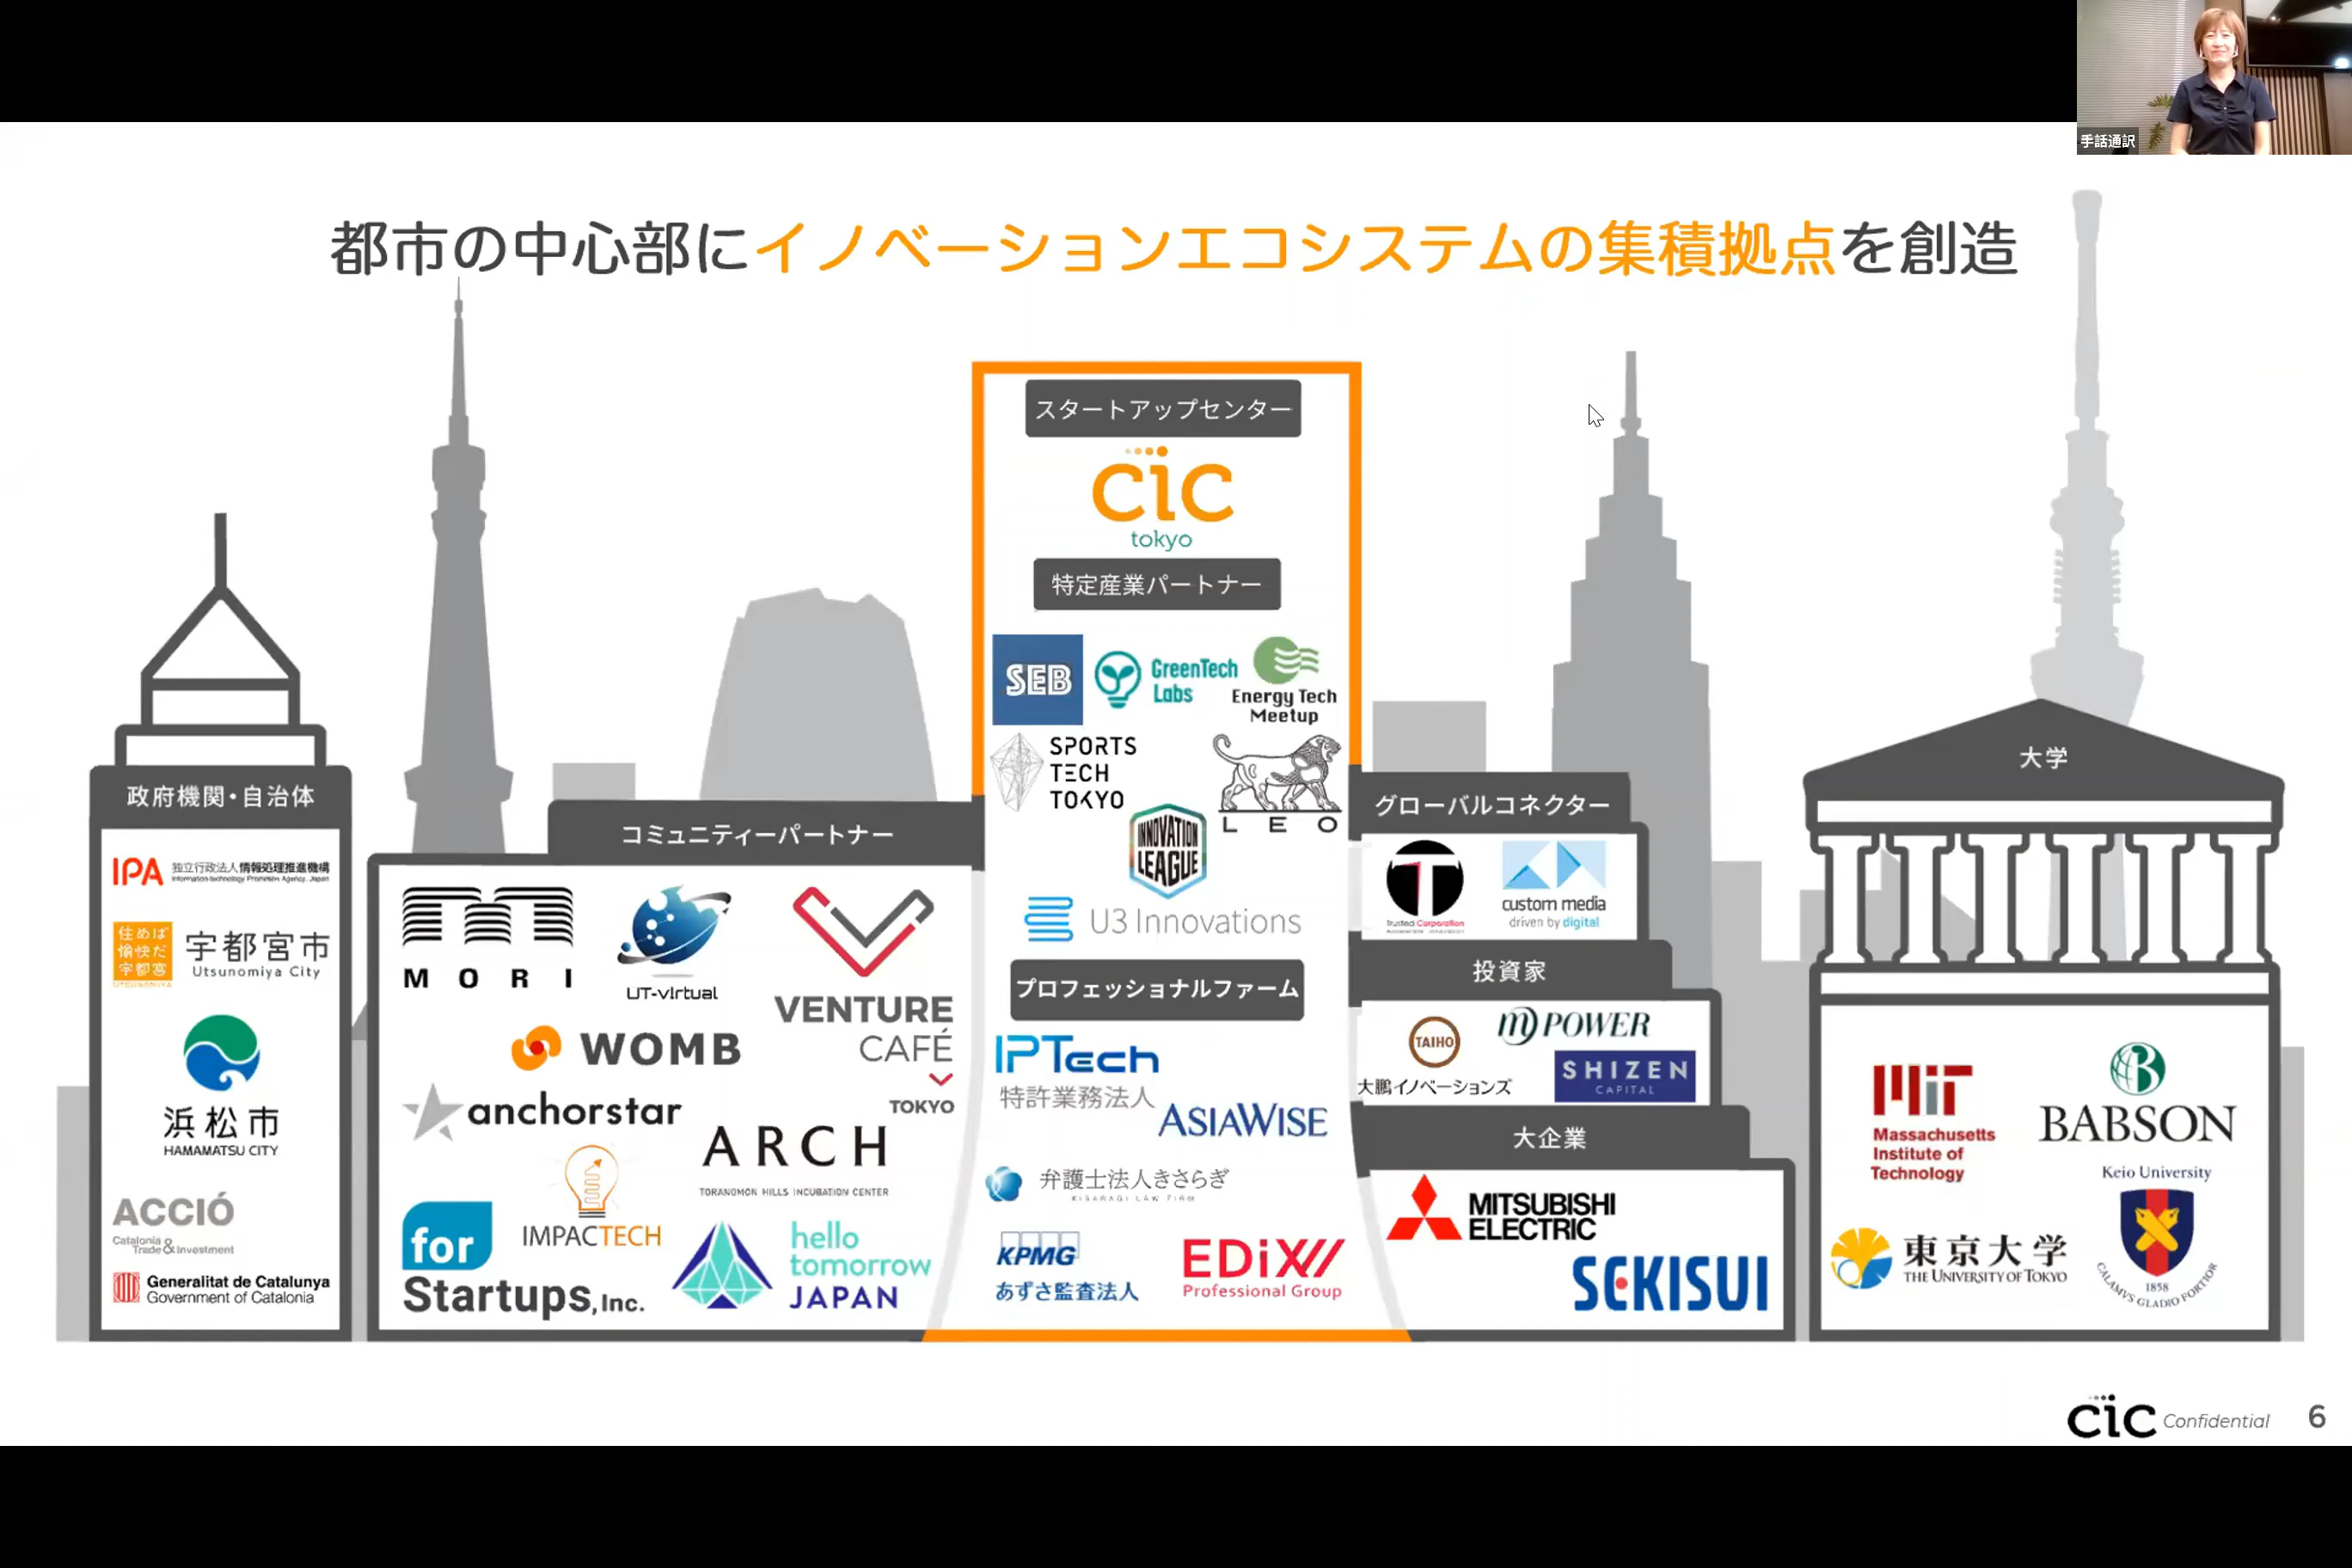 手話通訳
都市の中心部にイノベーションエコシステムの集積拠点を創造
スタートアップセンター
cic
tokyo
特定産業パートナー
SEB
GreenTech
Labs
Energy Tech
Meetup
SPORTS
TECH
TOKYO
LEO
INNOVATION
LEAGUE
U3 Innovations
プロフェッショナルファーム
IPTech
特許業務法人
ASIAWISE
弁護士法人きさらぎ
KISARAGI LAW FIRM
KPMG
あずさ監査法人
EDiX
Professional Group
政府機関・自治体
IPA 独立行政法人情報処理推進機構
Information-technology Promotion Agency, Japan
住めば
愉快だ
宇都宮
UTSUNOMIYA
宇都宮市
Utsunomiya City
浜松市
HAMAMATSU CITY
ACCIÓ
Catalonia
Trade & Investment
Generalitat de Catalunya
Government of Catalonia
コミュニティーパートナー
MORI
UT-virtual
VENTURE
CAFÉ
TOKYO
WOMB
anchorstar
ARCH
TORANOMON HILLS INCUBATION CENTER
IMPACTECH
for
Startups, Inc.
hello
tomorrow
JAPAN
グローバルコネクター
T
Trusted Corporation
custom media
driven by digital
投資家
TAIHO
大鵬イノベーションズ
MPOWER
SHIZEN
CAPITAL
大企業
MITSUBISHI
ELECTRIC
SEKISUI
大学
MIT
Massachusetts
Institute of
Technology
B
BABSON
東京大学
THE UNIVERSITY OF TOKYO
Keio University
1858
CALAMVS GLADIO FORTIOR
cic Confidential 6